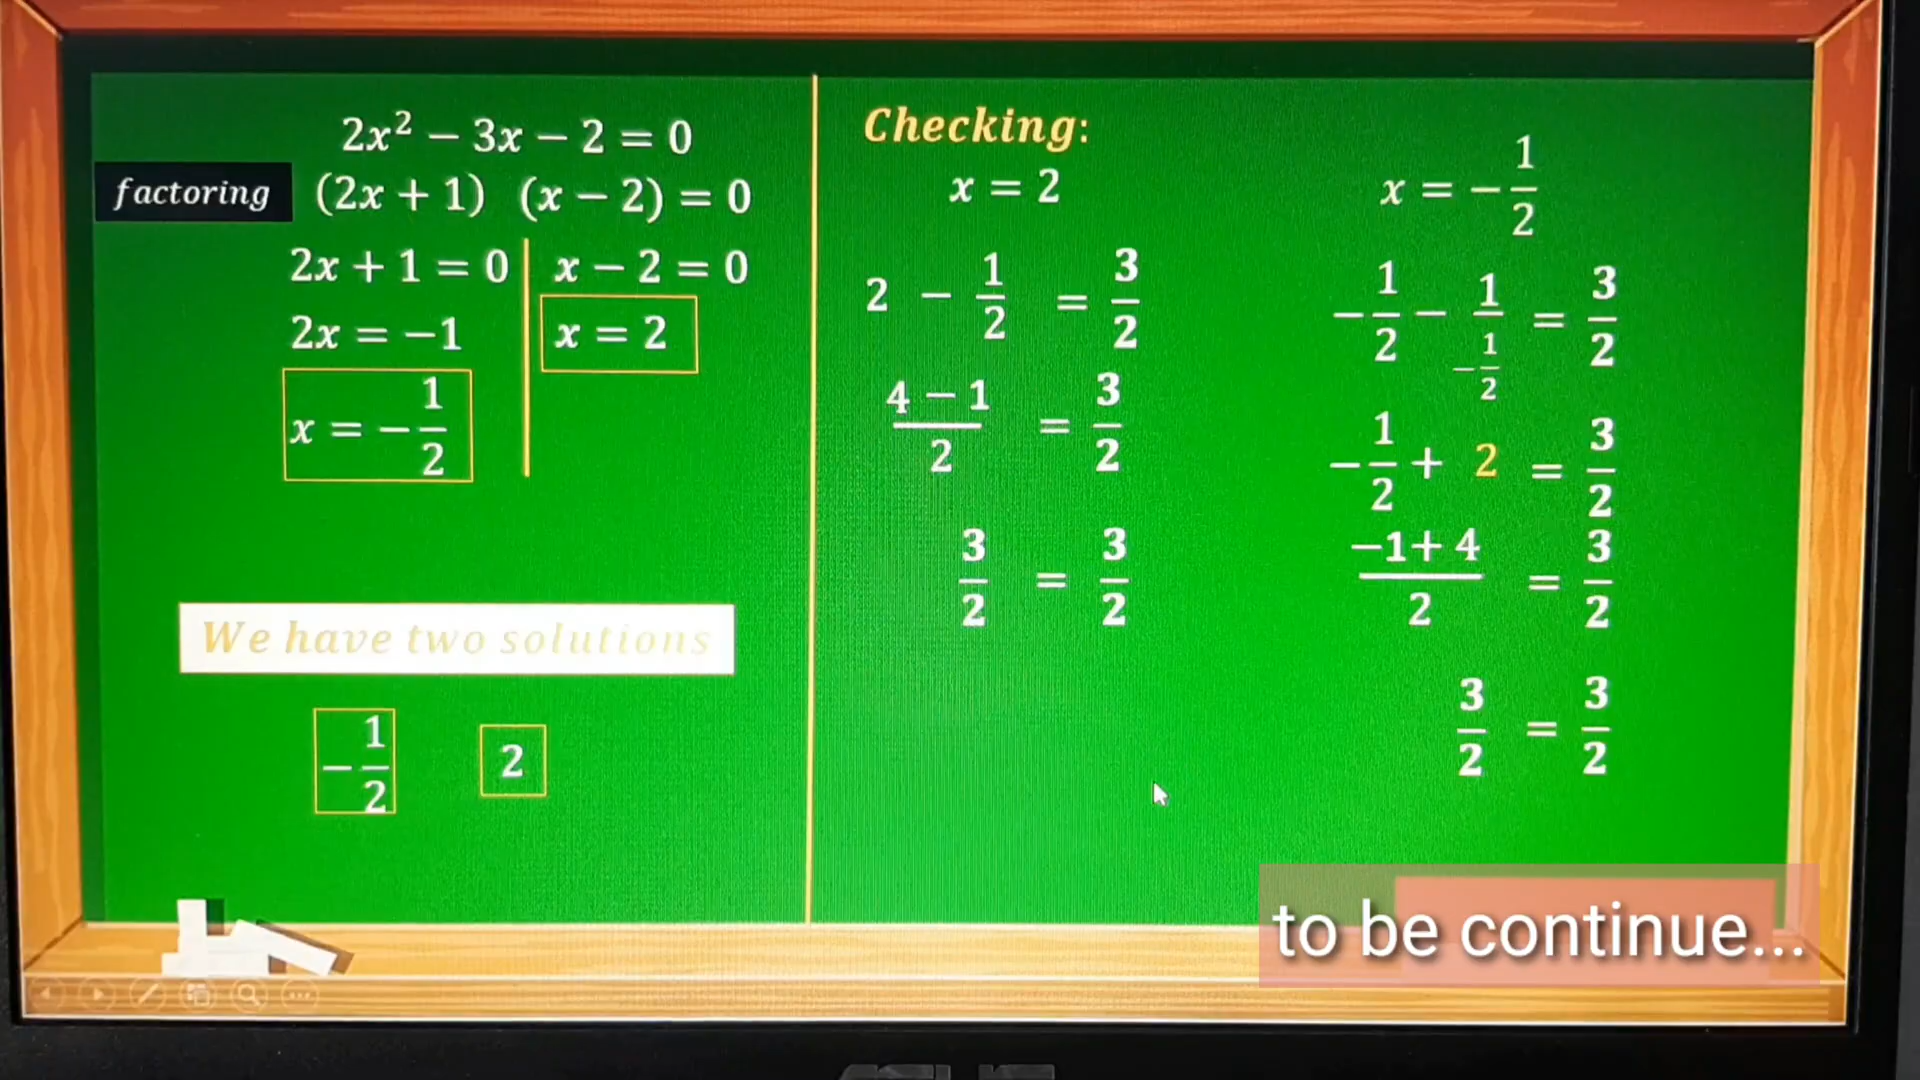 2x² − 3x − 2 = 0
factoring (2x + 1) (x − 2) = 0
2x + 1 = 0 x − 2 = 0
2x = −1 x = 2
x = −1/2
We have two solutions
−1/2 2
Checking:
x = 2
2 − 1/2 = 3/2
(4 − 1)/2 = 3/2
3/2 = 3/2
x = −1/2
−1/2 − 1/(−1/2) = 3/2
−1/2 + 2 = 3/2
(−1+ 4)/2 = 3/2
3/2 = 3/2
to be continue...